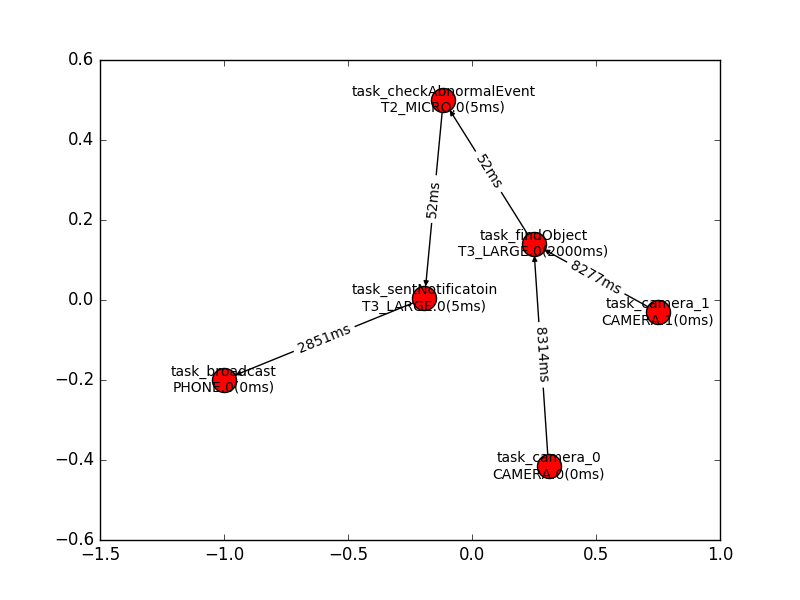 0.6
task_checkAbnormalEvent
T2_MICRO.0(5ms)
0.4
52ms
52ms
0.2
task_findObject
T3_LARGE.0(2000ms)
8277ms
0.0
task_sentNotificatoin
T3_LARGE.0(5ms)
task_camera_1
CAMERA.1(0ms)
2851ms
8314ms
−0.2
task_broadcast
PHONE.0(0ms)
−0.4
task_camera_0
CAMERA.0(0ms)
−0.6
−1.5
−1.0
−0.5
0.0
0.5
1.0